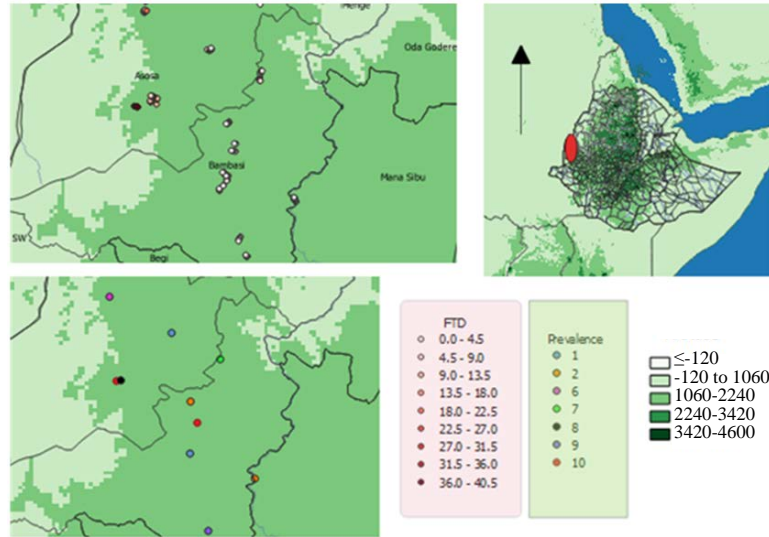 Menge
Oda Godere
Asosa
Bambasi
Mana Sibu
SW
Begi
FTD
0.0 - 4.5
4.5 - 9.0
9.0 - 13.5
13.5 - 18.0
18.0 - 22.5
22.5 - 27.0
27.0 - 31.5
31.5 - 36.0
36.0 - 40.5
Prevalence
1
2
6
7
8
9
10
≤-120
-120 to 1060
1060-2240
2240-3420
3420-4600